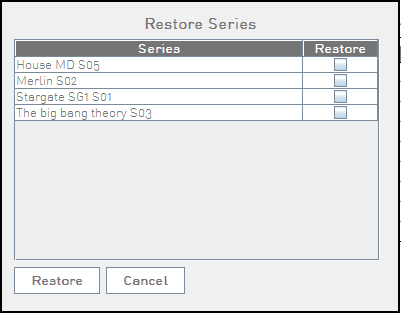 Restore Series
Series Restore
House MD S05
Merlin S02
Stargate SG1 S01
The big bang theory S03
Restore Cancel